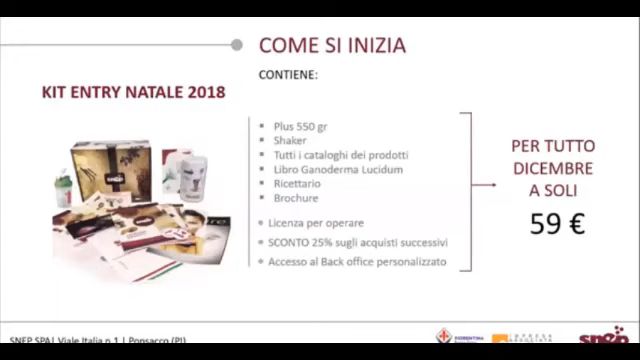 COME SI INIZIA
CONTIENE:
KIT ENTRY NATALE 2018
Plus 550 gr
Shaker
Tutti i cataloghi dei prodotti
Libro Ganoderma Lucidum
Ricettario
Brochure
Licenza per operare
SCONTO 25% sugli acquisti successivi
Accesso al Back office personalizzato
PER TUTTO
DICEMBRE
A SOLI
59 €
snep
SNEP SPA| Viale Italia n.1 | Ponsacco (PI)
FIORENTINA
snep